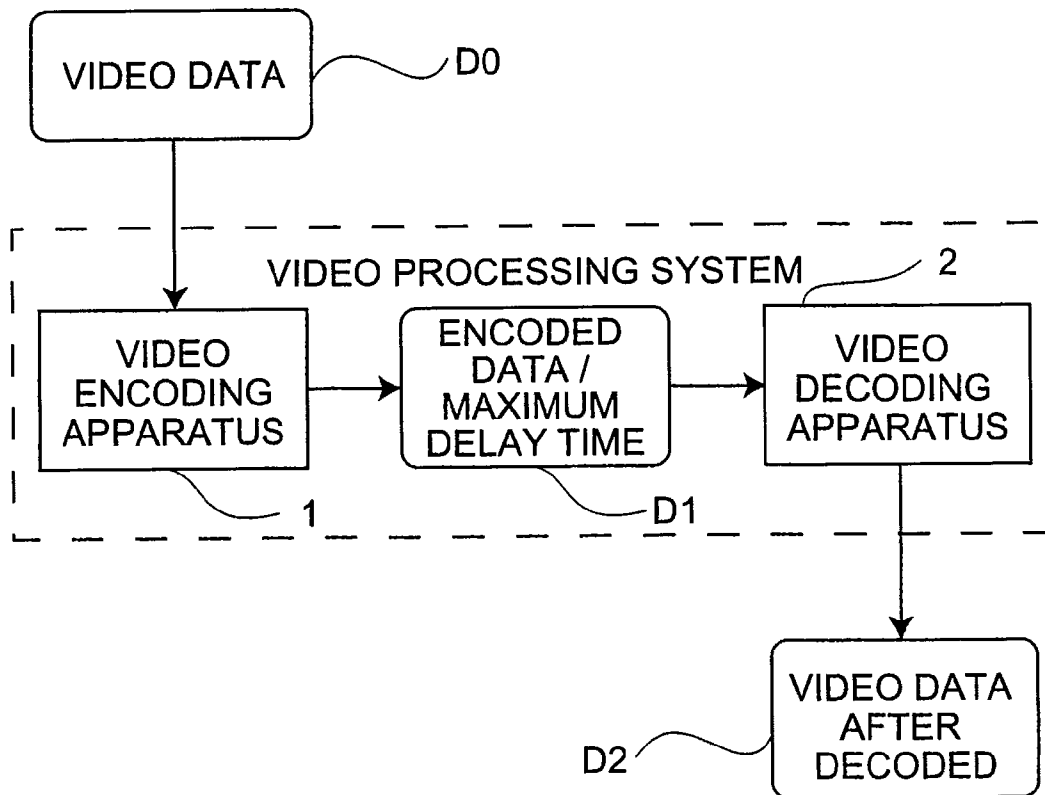 VIDEO DATA
D0
VIDEO PROCESSING SYSTEM
2
VIDEO
ENCODING
APPARATUS
1
ENCODED
DATA /
MAXIMUM
DELAY TIME
D1
VIDEO
DECODING
APPARATUS
VIDEO DATA
AFTER
DECODED
D2